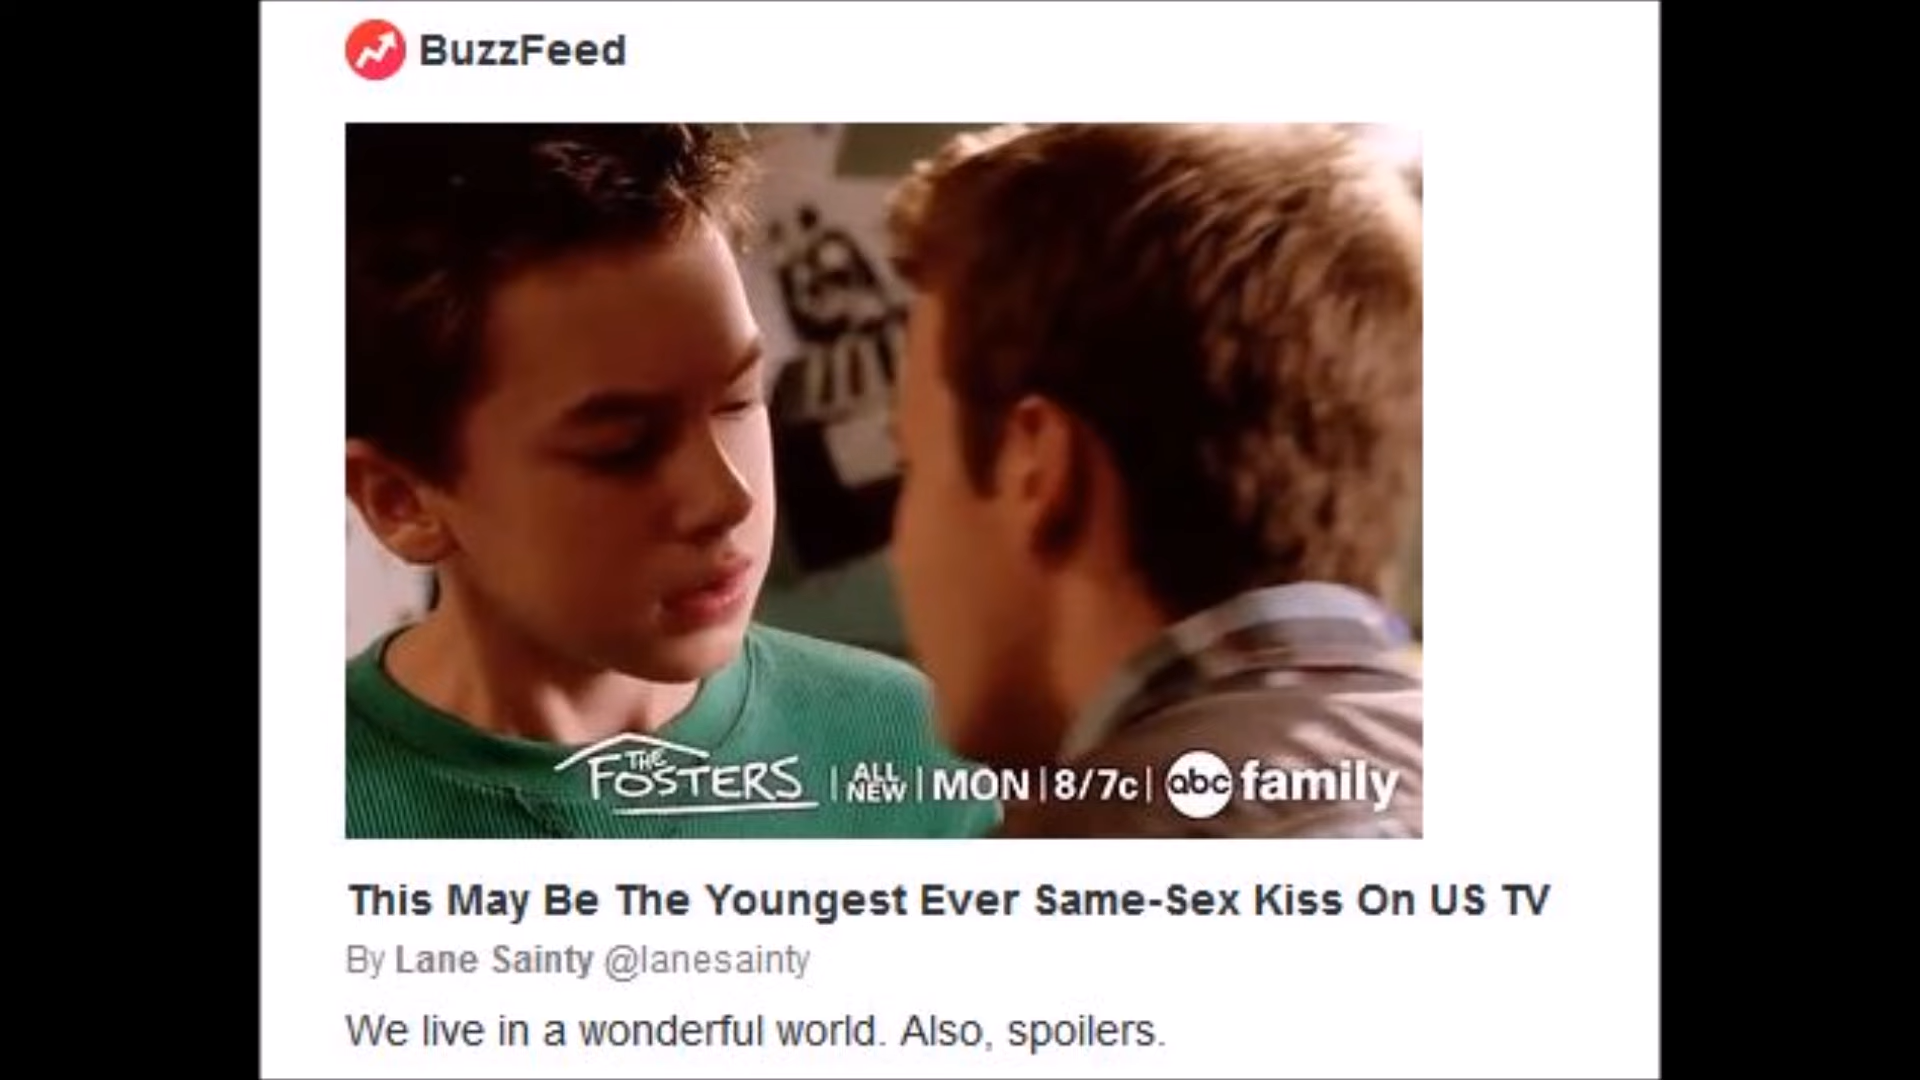 BuzzFeed
THE FOSTERS | ALL NEW | MON | 8/7c | abc family
This May Be The Youngest Ever Same-Sex Kiss On US TV
By Lane Sainty @lanesainty
We live in a wonderful world. Also, spoilers.